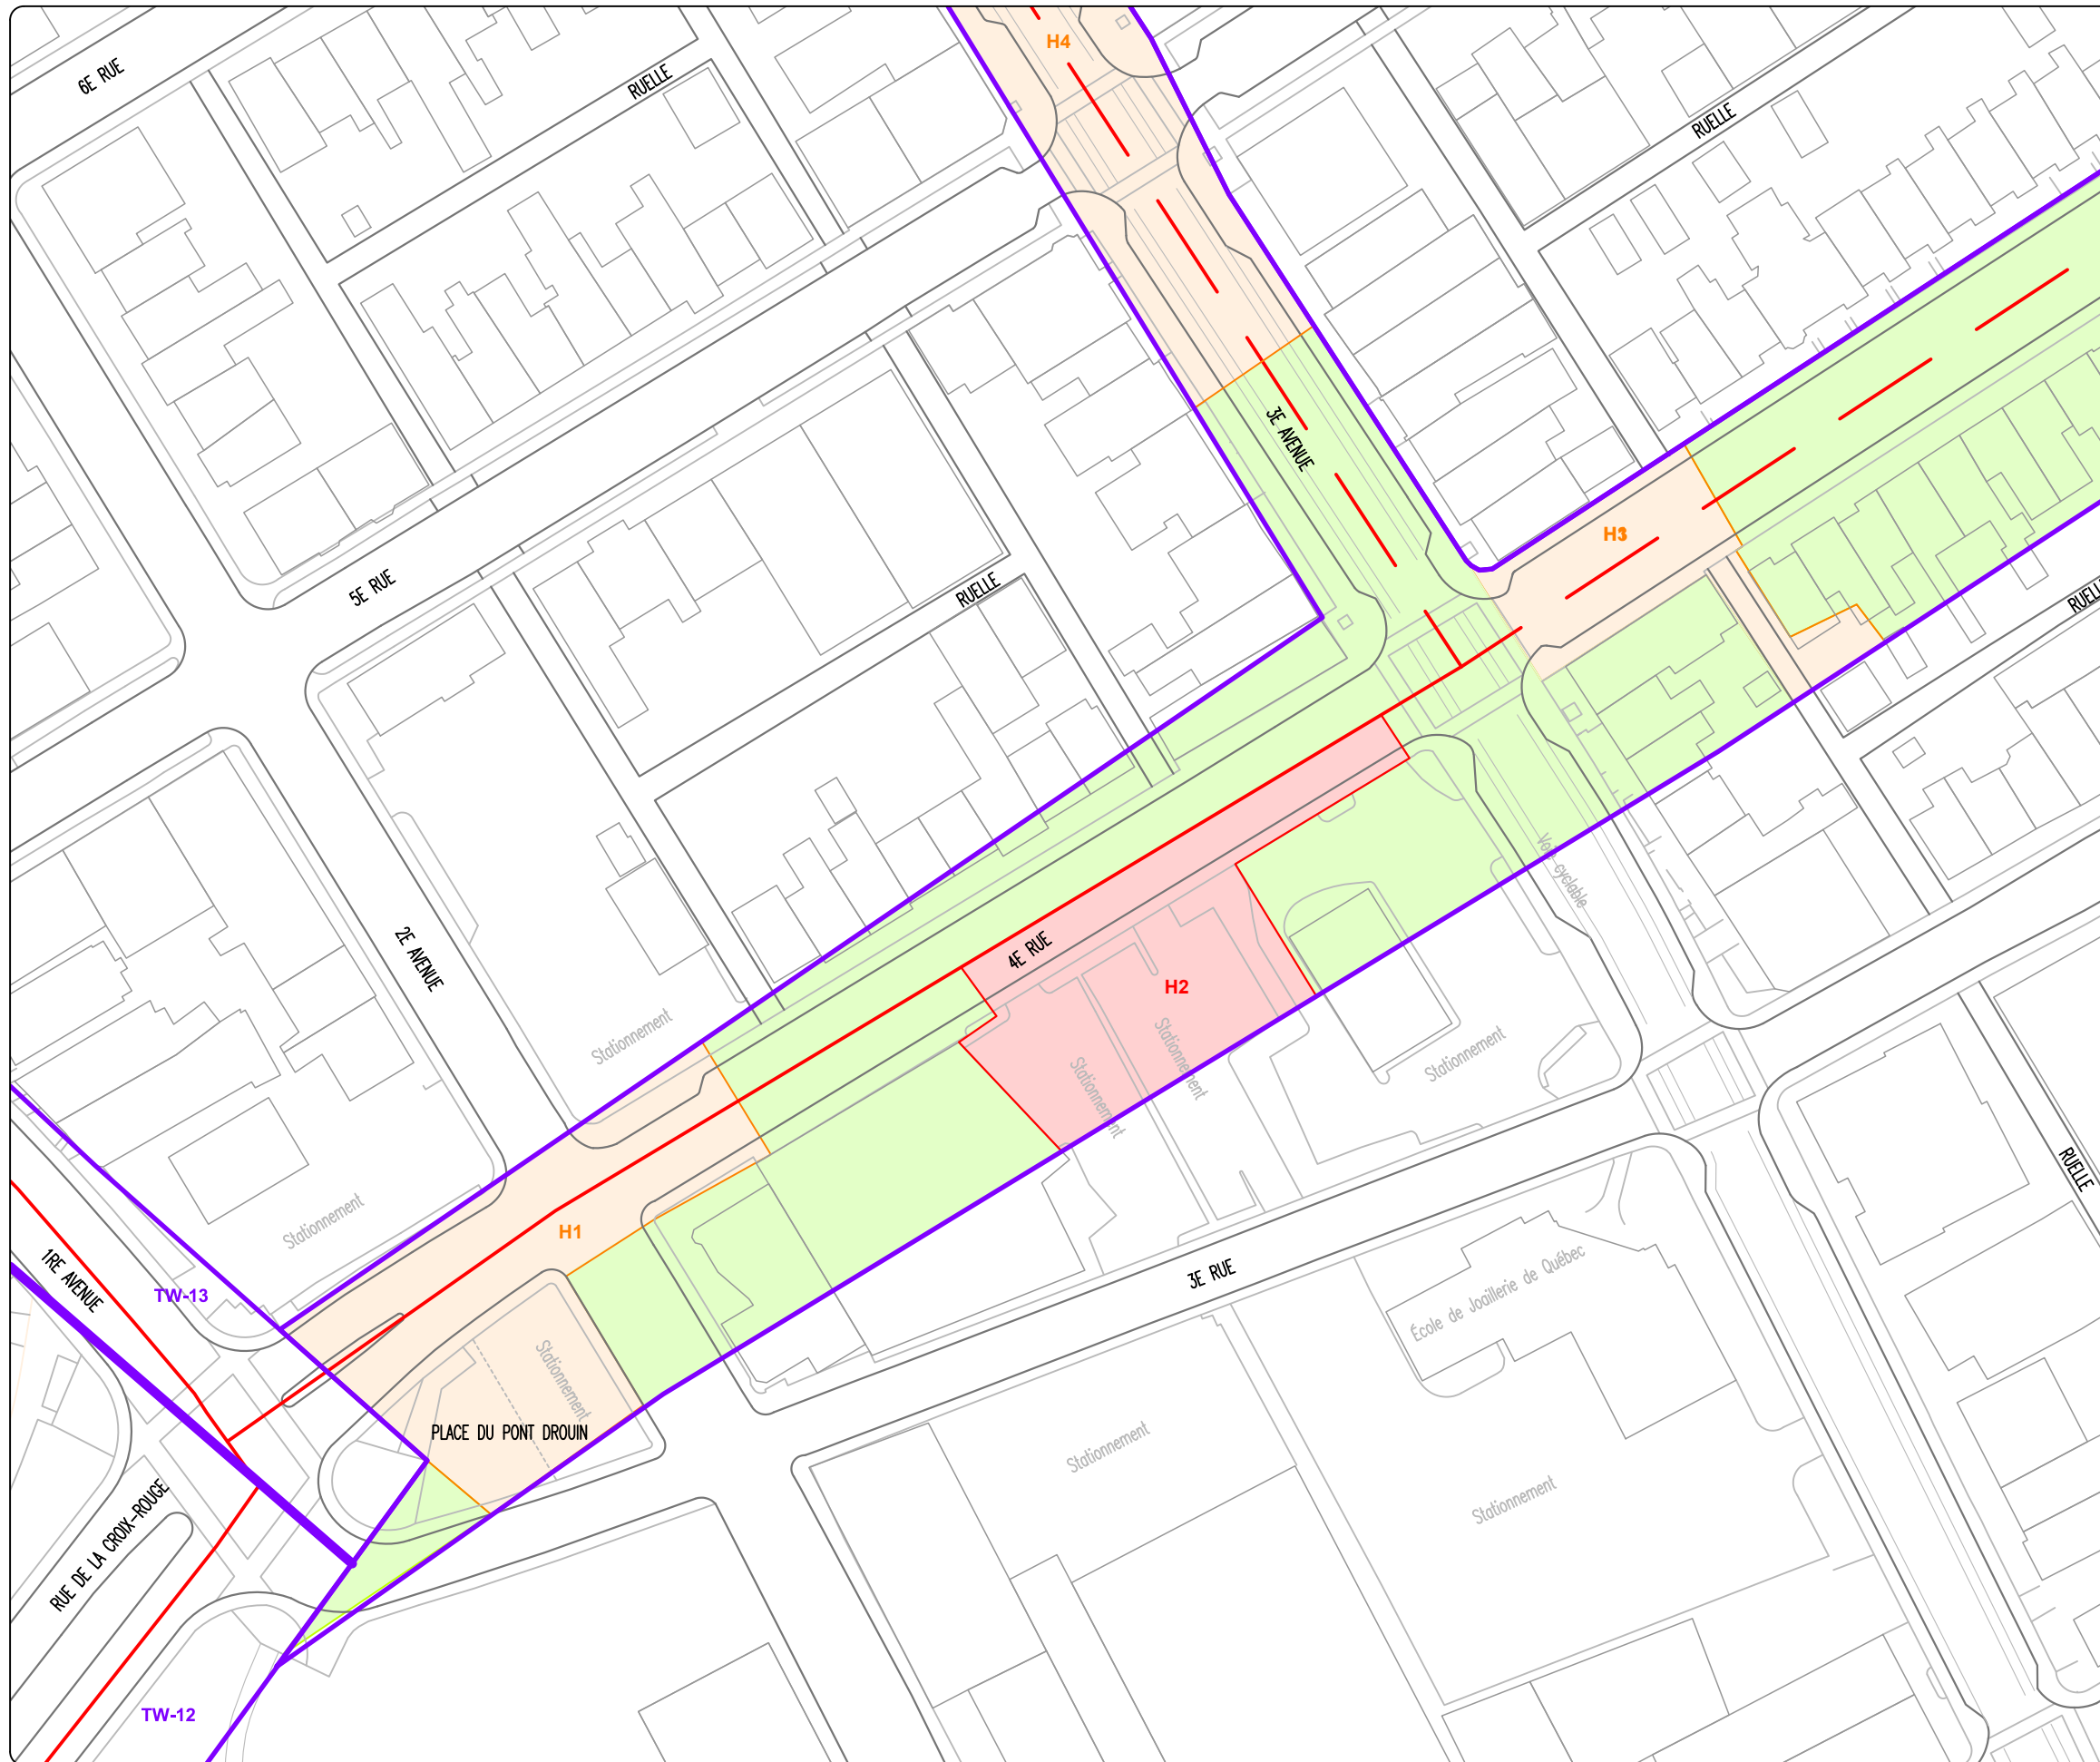 H4
6E RUE
RUELLE
RUELLE
3E AVENUE
H3
5E RUE
RUELLE
RUELLE
Voie cyclable
2E AVENUE
4E RUE
H2
Stationnement
Stationnement
Stationnement
Stationnement
Stationnement
H1
1RE AVENUE
TW-13
3E RUE
École de Joaillerie de Québec
RUELLE
Stationnement
PLACE DU PONT DROUIN
Stationnement
Stationnement
RUE DE LA CROIX-ROUGE
TW-12